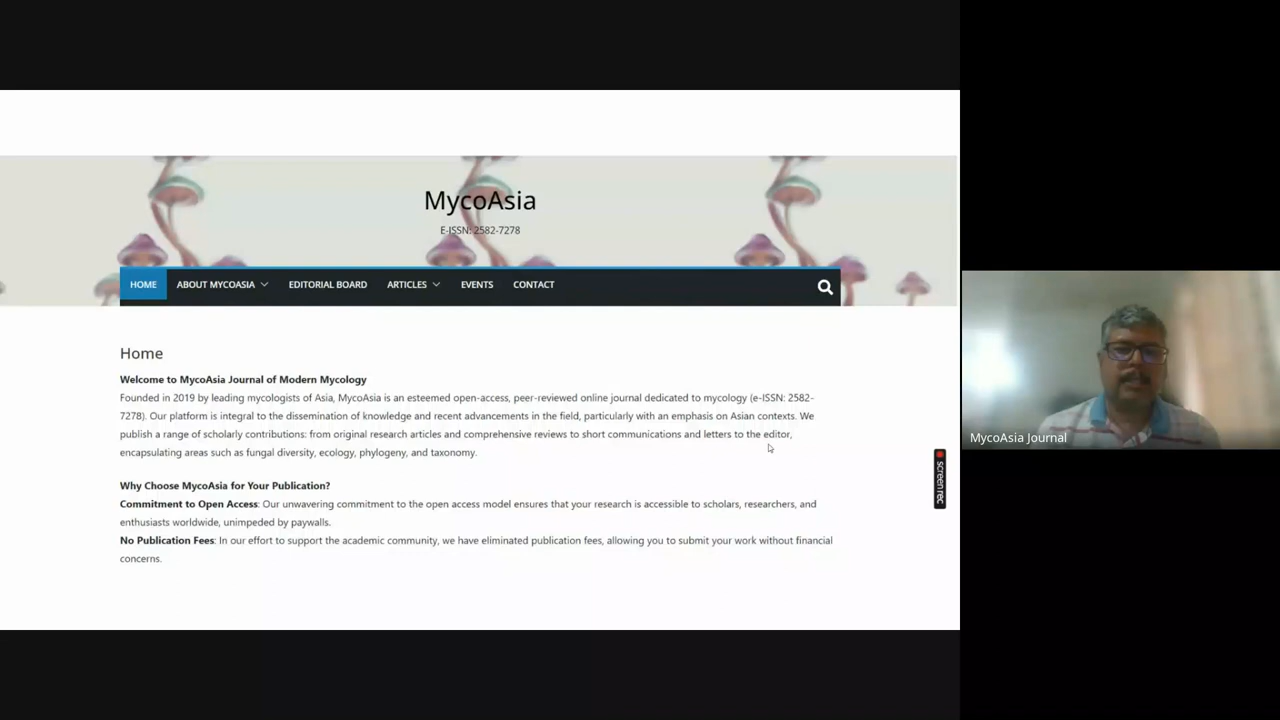 MycoAsia
E-ISSN: 2582-7278
HOME
ABOUT MYCOASIA
EDITORIAL BOARD
ARTICLES
EVENTS
CONTACT
Home
Welcome to MycoAsia Journal of Modern Mycology
Founded in 2019 by leading mycologists of Asia, MycoAsia is an esteemed open-access, peer-reviewed online journal dedicated to mycology (e-ISSN: 2582-
7278). Our platform is integral to the dissemination of knowledge and recent advancements in the field, particularly with an emphasis on Asian contexts. We
publish a range of scholarly contributions: from original research articles and comprehensive reviews to short communications and letters to the editor,
encapsulating areas such as fungal diversity, ecology, phylogeny, and taxonomy.
Why Choose MycoAsia for Your Publication?
Commitment to Open Access: Our unwavering commitment to the open access model ensures that your research is accessible to scholars, researchers, and
enthusiasts worldwide, unimpeded by paywalls.
No Publication Fees: In our effort to support the academic community, we have eliminated publication fees, allowing you to submit your work without financial
concerns.
screenrec
MycoAsia Journal